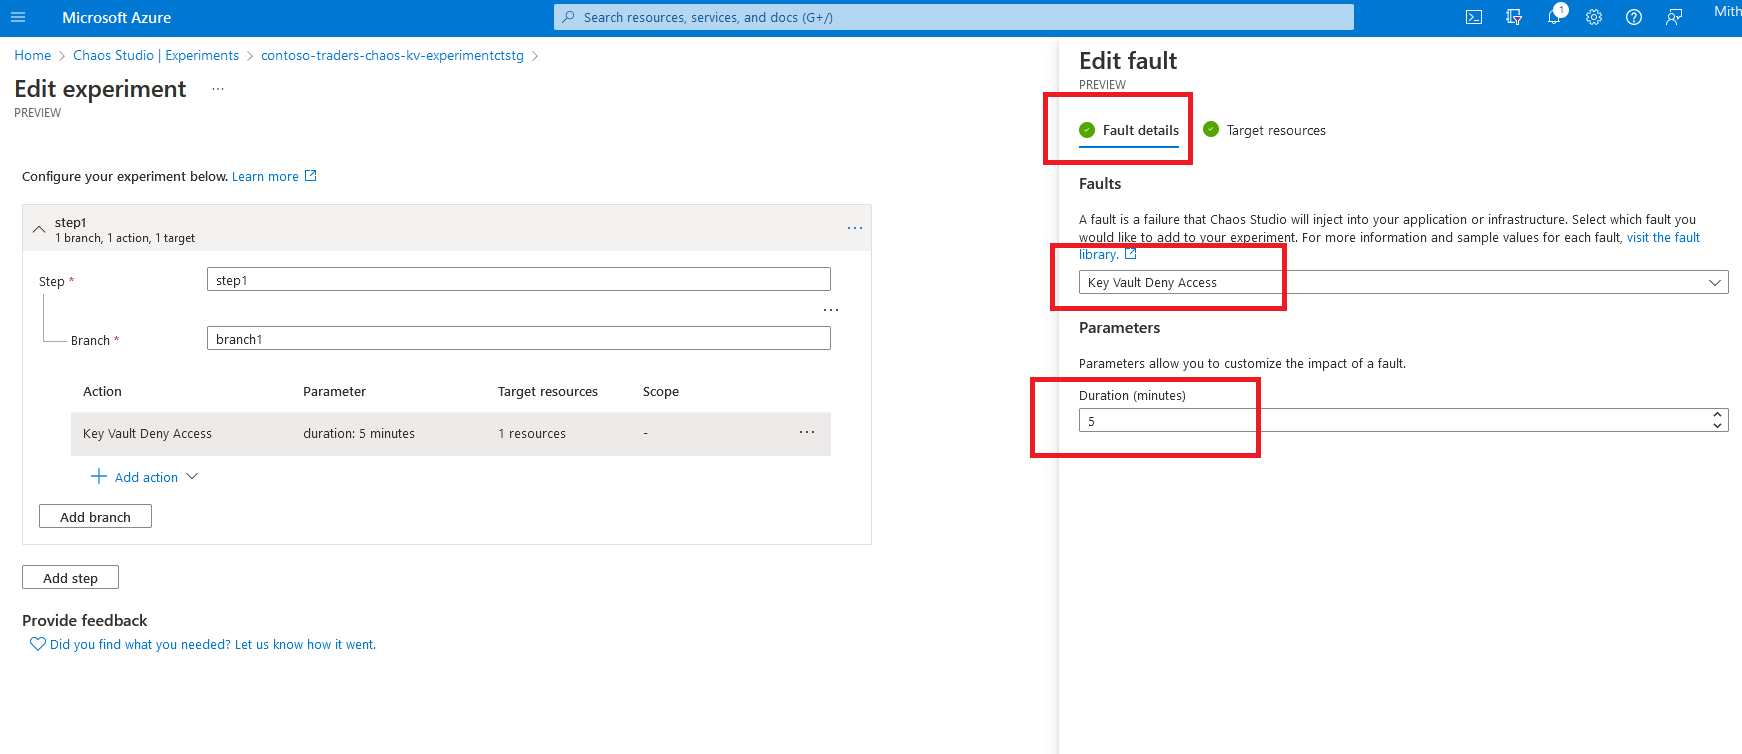 Microsoft Azure
Search resources, services, and docs (G+/)
1
Mith
Home > Chaos Studio | Experiments > contoso-traders-chaos-kv-experimentctstg >
Edit experiment ...
PREVIEW
Configure your experiment below. Learn more
step1
1 branch, 1 action, 1 target
...
Step *
step1
...
Branch *
branch1
Action Parameter Target resources Scope
Key Vault Deny Access duration: 5 minutes 1 resources - ...
Add action
Add branch
Add step
Provide feedback
Did you find what you needed? Let us know how it went.
Edit fault
PREVIEW
Fault details Target resources
Faults
A fault is a failure that Chaos Studio will inject into your application or infrastructure. Select which fault you
would like to add to your experiment. For more information and sample values for each fault, visit the fault
library.
Key Vault Deny Access
Parameters
Parameters allow you to customize the impact of a fault.
Duration (minutes)
5